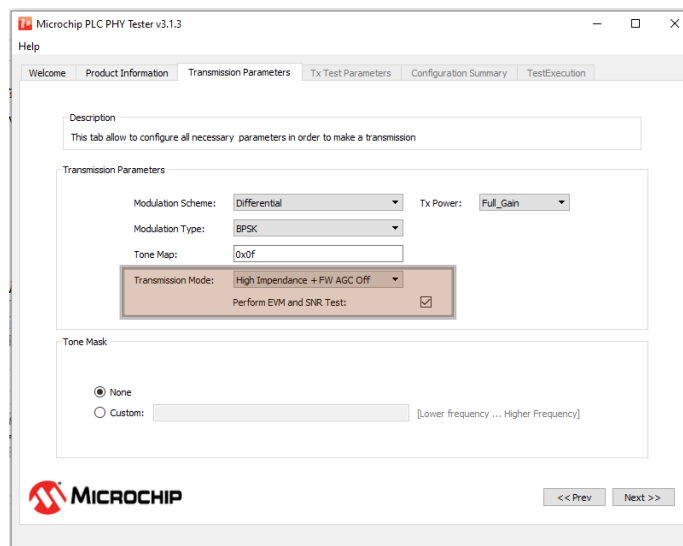 Microchip PLC PHY Tester v3.1.3
Help
Welcome Product Information Transmission Parameters Tx Test Parameters Configuration Summary TestExecution
Description
This tab allow to configure all necessary parameters in order to make a transmission
Transmission Parameters
Modulation Scheme: Differential Tx Power: Full_Gain
Modulation Type: BPSK
Tone Map: 0x0f
Transmission Mode: High Impendance + FW AGC Off
Perform EVM and SNR Test:
Tone Mask
None
Custom: [Lower frequency ... Higher Frequency]
MICROCHIP
<< Prev Next >>